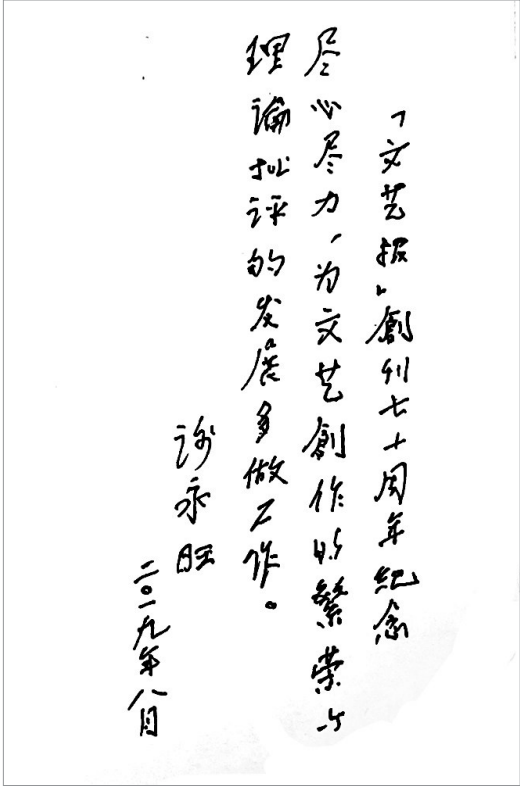 「文艺报」創刊七十周年紀念
尽心尽力，为文艺創作的繁荣与
理論批评的发展多做工作。
谢永旺
二〇一九年八月